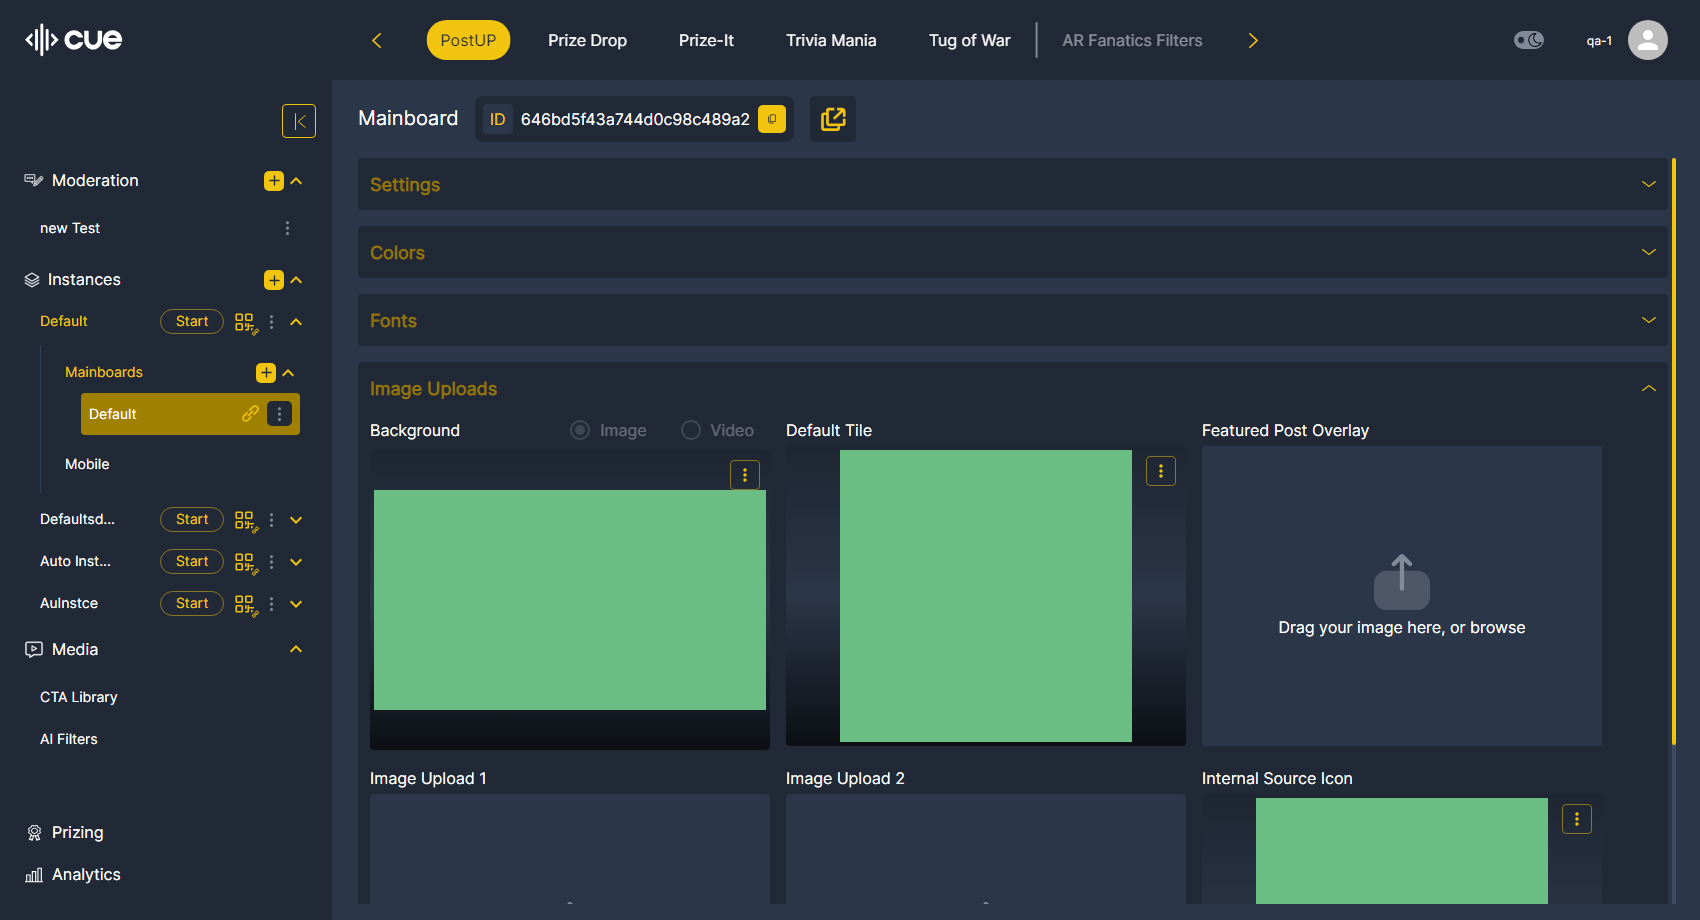 cue
PostUP
Prize Drop
Prize-It
Trivia Mania
Tug of War
AR Fanatics Filters
qa-1
Moderation
new Test
Instances
Default Start
Mainboards
Default
Mobile
Defaultsd... Start
Auto Inst... Start
AuInstce Start
Media
CTA Library
AI Filters
Prizing
Analytics
Mainboard ID 646bd5f43a744d0c98c489a2
Settings
Colors
Fonts
Image Uploads
Background Image Video
Default Tile
Featured Post Overlay
Drag your image here, or browse
Image Upload 1
Image Upload 2
Internal Source Icon